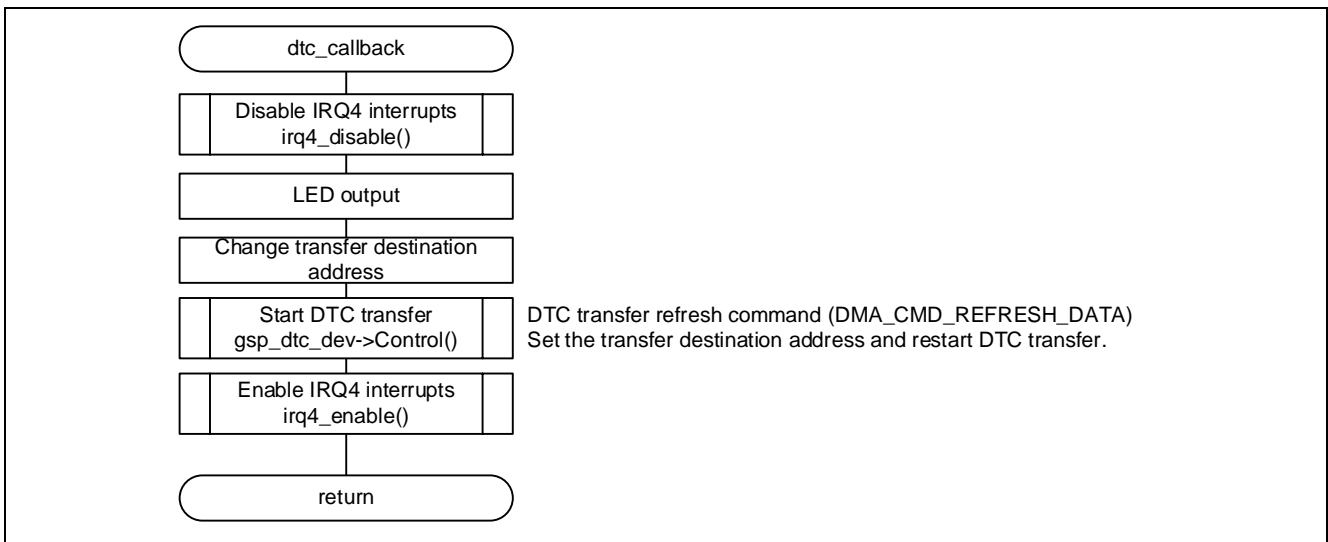 dtc_callback
Disable IRQ4 interrupts
irq4_disable()
LED output
Change transfer destination
address
Start DTC transfer
gsp_dtc_dev->Control()
DTC transfer refresh command (DMA_CMD_REFRESH_DATA)
Set the transfer destination address and restart DTC transfer.
Enable IRQ4 interrupts
irq4_enable()
return